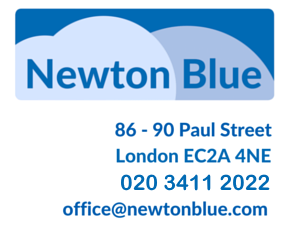 Newton Blue
86 - 90 Paul Street
London EC2A 4NE
020 3411 2022
office@newtonblue.com